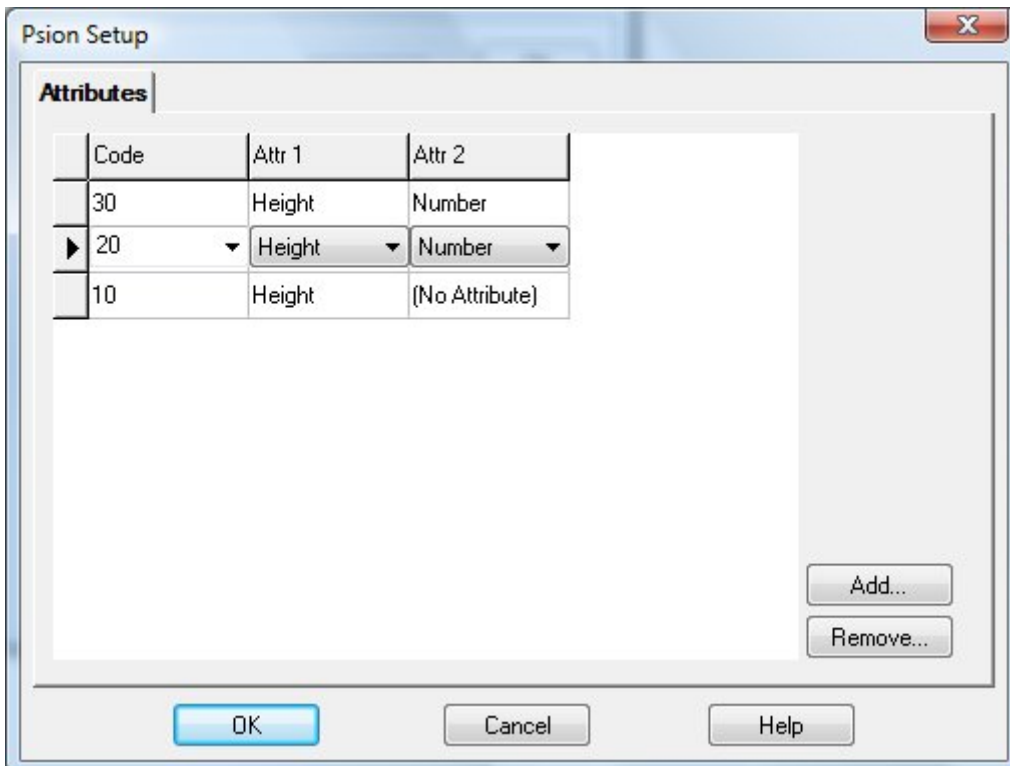 Psion Setup
Attributes
Code Attr 1 Attr 2
30 Height Number
20 Height Number
10 Height (No Attribute)
Add...
Remove...
OK Cancel Help